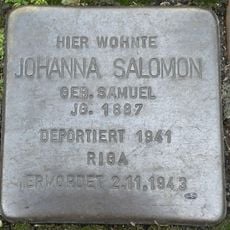 HIER WOHNTE
JOHANNA SALOMON
GEB. SAMUEL
JG. 1887
DEPORTIERT 1941
RIGA
ERMORDET 2.11.1943